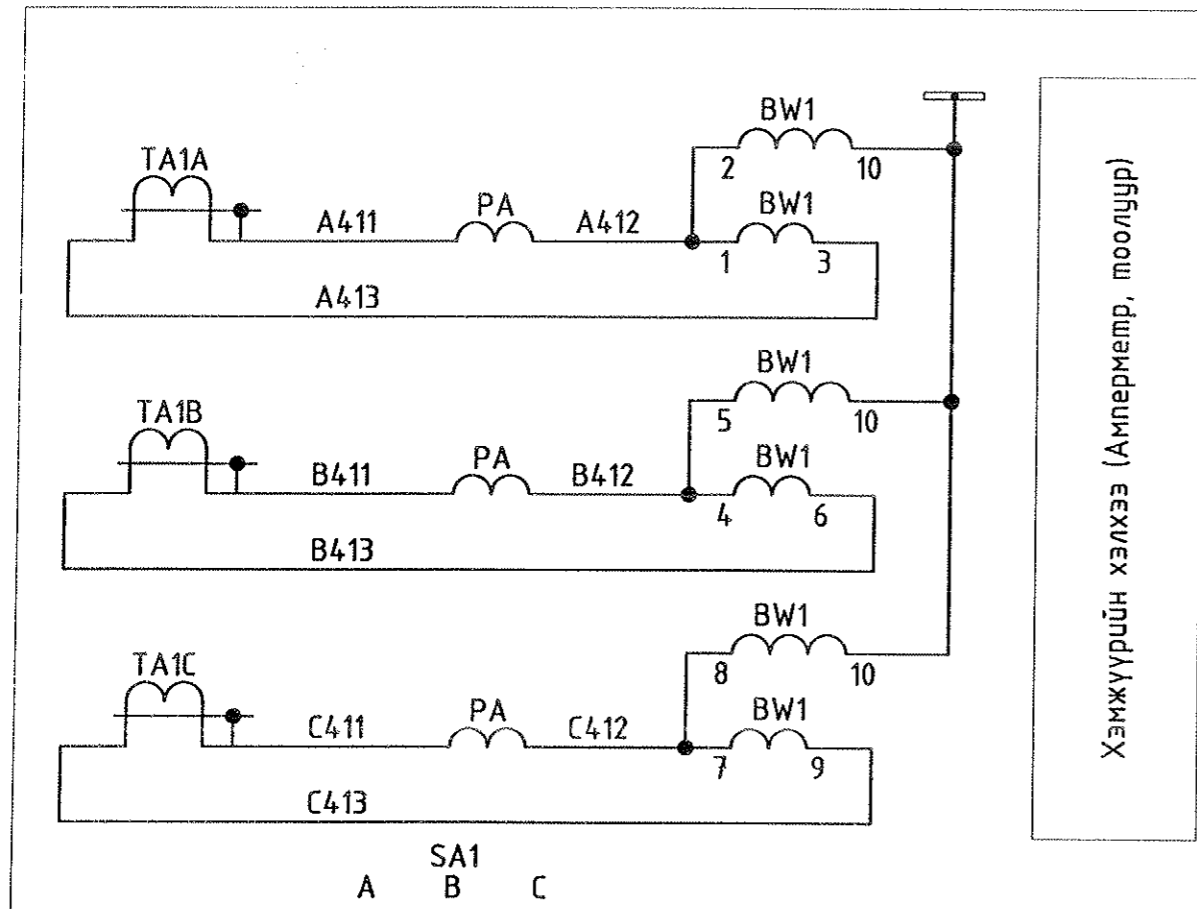 BW1
2 10
TA1A
PA
BW1
A411
A412
1 3
A413
BW1
5 10
TA1B
PA
BW1
B411
B412
4 6
B413
BW1
8 10
TA1C
PA
BW1
C411
C412
7 9
C413
SA1
A B C
Хэмжүүрийн хэлхээ (Амперметр, тоолуур)